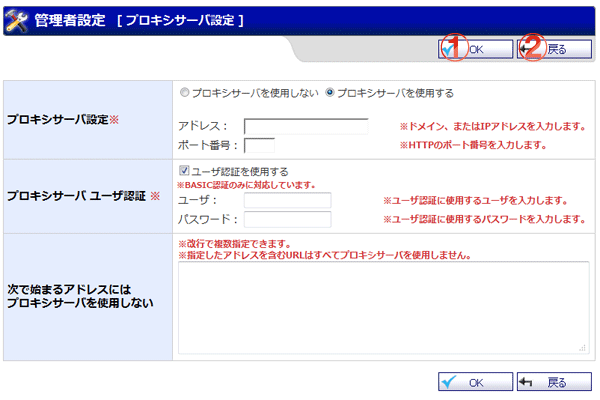 管理者設定 [ プロキシサーバ設定 ]
① OK ② 戻る
プロキシサーバ設定※
プロキシサーバを使用しない プロキシサーバを使用する
アドレス： ※ドメイン、またはIPアドレスを入力します。
ポート番号： ※HTTPのポート番号を入力します。
プロキシサーバ ユーザ認証 ※
ユーザ認証を使用する
※BASIC認証のみに対応しています。
ユーザ： ※ユーザ認証に使用するユーザを入力します。
パスワード： ※ユーザ認証に使用するパスワードを入力します。
次で始まるアドレスには
プロキシサーバを使用しない
※改行で複数指定できます。
※指定したアドレスを含むURLはすべてプロキシサーバを使用しません。
OK 戻る